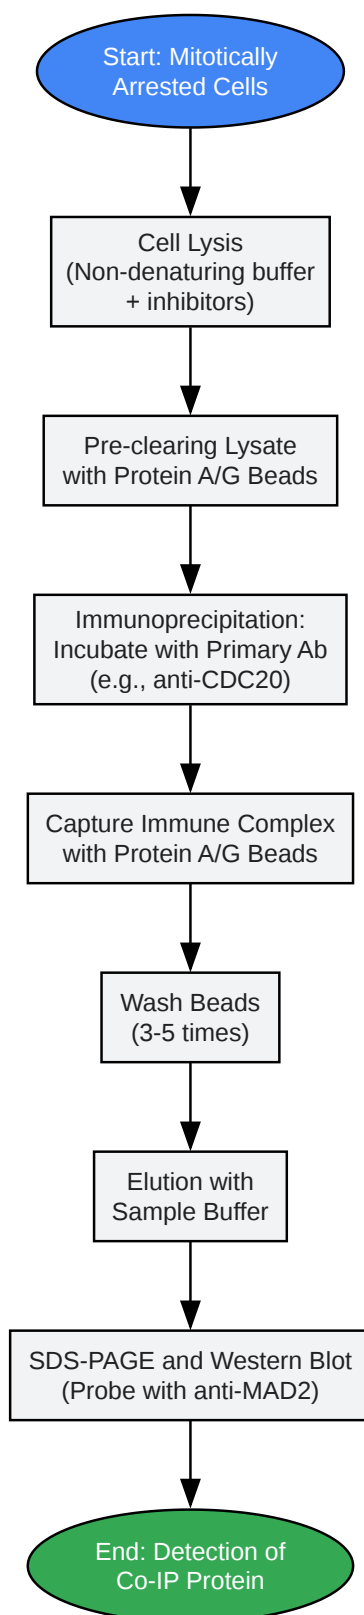 Start: Mitotically
Arrested Cells
Cell Lysis
(Non-denaturing buffer
+ inhibitors)
Pre-clearing Lysate
with Protein A/G Beads
Immunoprecipitation:
Incubate with Primary Ab
(e.g., anti-CDC20)
Capture Immune Complex
with Protein A/G Beads
Wash Beads
(3-5 times)
Elution with
Sample Buffer
SDS-PAGE and Western Blot
(Probe with anti-MAD2)
End: Detection of
Co-IP Protein